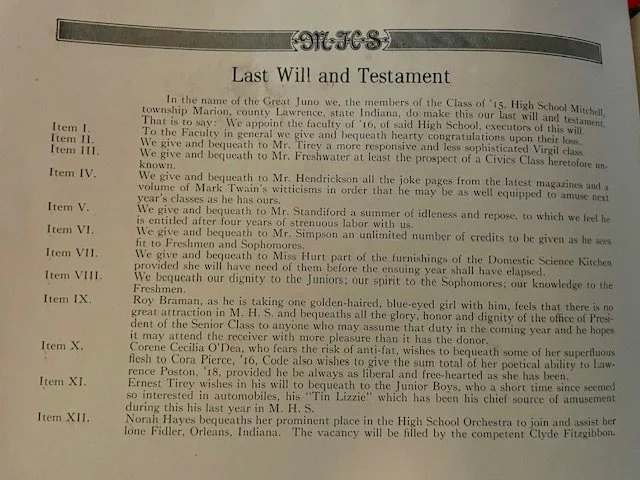 M-H-S
Last Will and Testament
In the name of the Great Juno we, the members of the Class of '15, High School Mitchell,
township Marion, county Lawrence, state Indiana, do make this our last will and testament.
That is to say: We appoint the faculty of '16, of said High School, executors of this will.
Item I. To the Faculty in general we give and bequeath hearty congratulations upon their loss.
Item II. We give and bequeath to Mr. Tirey a more responsive and less sophisticated Virgil class.
Item III. We give and bequeath to Mr. Freshwater at least the prospect of a Civics Class heretofore un-
known.
Item IV. We give and bequeath to Mr. Hendrickson all the joke pages from the latest magazines and a
volume of Mark Twain's witticisms in order that he may be as well equipped to amuse next
year's classes as he has ours.
Item V. We give and bequeath to Mr. Standiford a summer of idleness and repose, to which we feel he
is entitled after four years of strenuous labor with us.
Item VI. We give and bequeath to Mr. Simpson an unlimited number of credits to be given as he sees
fit to Freshmen and Sophomores.
Item VII. We give and bequeath to Miss Hurt part of the furnishings of the Domestic Science Kitchen
provided she will have need of them before the ensuing year shall have elapsed.
Item VIII. We bequeath our dignity to the Juniors; our spirit to the Sophomores; our knowledge to the
Freshmen.
Item IX. Roy Braman, as he is taking one golden-haired, blue-eyed girl with him, feels that there is no
great attraction in M. H. S. and bequeaths all the glory, honor and dignity of the office of Presi-
dent of the Senior Class to anyone who may assume that duty in the coming year and he hopes
it may attend the receiver with more pleasure than it has the donor.
Item X. Corene Cecilia O'Dea, who fears the risk of anti-fat, wishes to bequeath some of her superfluous
flesh to Cora Pierce, '16, Code also wishes to give the sum total of her poetical ability to Law-
rence Poston, '18, provided he be always as liberal and free-hearted as she has been.
Item XI. Ernest Tirey wishes in his will to bequeath to the Junior Boys, who a short time since seemed
so interested in automobiles, his "Tin Lizzie" which has been his chief source of amusement
during this his last year in M. H. S.
Item XII. Norah Hayes bequeaths her prominent place in the High School Orchestra to join and assist her
lone Fidler, Orleans, Indiana. The vacancy will be filled by the competent Clyde Fitzgibbon.